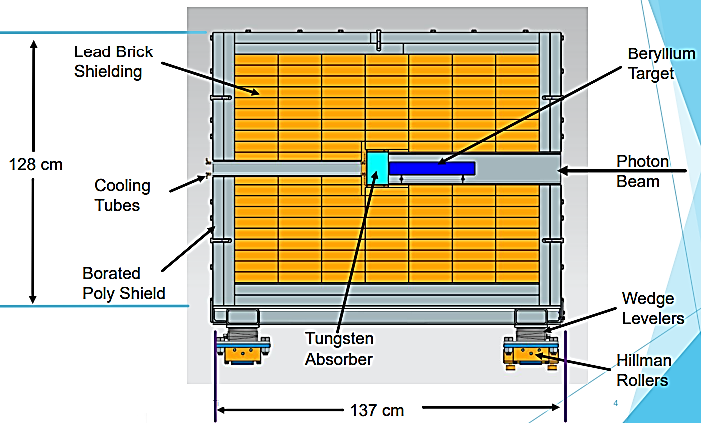 Lead Brick
Shielding
Beryllium
Target
128 cm
Cooling
Tubes
Photon
Beam
Borated
Poly Shield
Tungsten
Absorber
Wedge
Levelers
Hillman
Rollers
137 cm
4